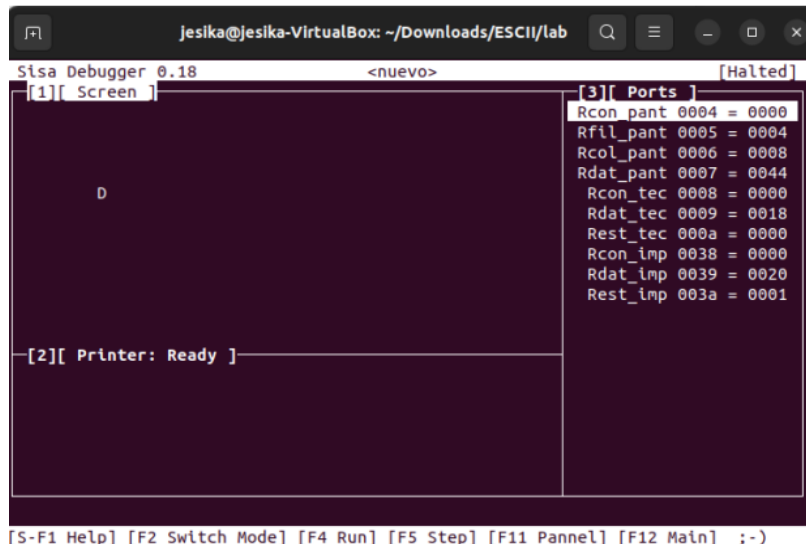 jesika@jesika-VirtualBox: ~/Downloads/ESCII/lab
Sisa Debugger 0.18 <nuevo> [Halted]
[1][ Screen ]
D
[2][ Printer: Ready ]
[3][ Ports ]
Rcon_pant 0004 = 0000
Rfil_pant 0005 = 0004
Rcol_pant 0006 = 0008
Rdat_pant 0007 = 0044
Rcon_tec 0008 = 0000
Rdat_tec 0009 = 0018
Rest_tec 000a = 0000
Rcon_imp 0038 = 0000
Rdat_imp 0039 = 0020
Rest_imp 003a = 0001
[S-F1 Help] [F2 Switch Mode] [F4 Run] [F5 Step] [F11 Pannel] [F12 Main] ;-)